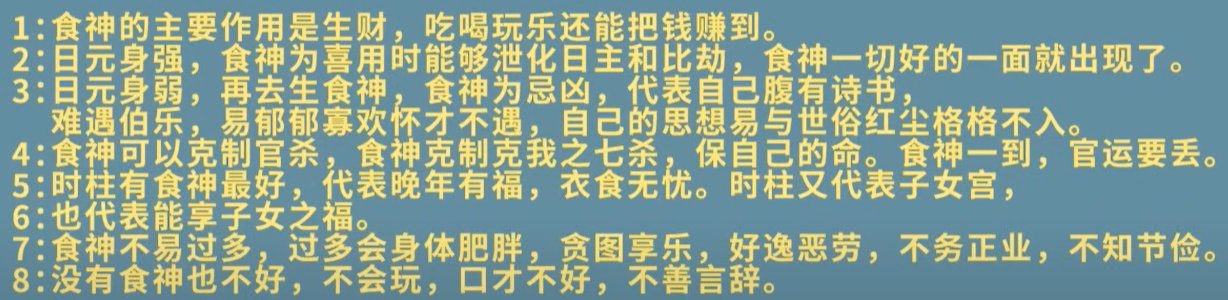 1:食神的主要作用是生财，吃喝玩乐还能把钱赚到。
2:日元身强，食神为喜用时能够泄化日主和比劫，食神一切好的一面就出现了。
3:日元身弱，再去生食神，食神为忌凶，代表自己腹有诗书，
难遇伯乐，易郁郁寡欢怀才不遇，自己的思想易与世俗红尘格格不入。
4:食神可以克制官杀，食神克制克我之七杀，保自己的命。食神一到，官运要丢。
5:时柱有食神最好，代表晚年有福，衣食无忧。时柱又代表子女宫，
6:也代表能享子女之福。
7:食神不易过多，过多会身体肥胖，贪图享乐，好逸恶劳，不务正业，不知节俭。
8:没有食神也不好，不会玩，口才不好，不善言辞。